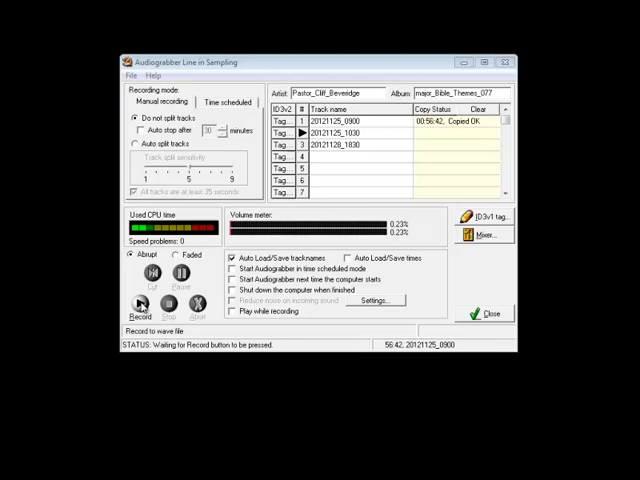 Audiograbber Line in Sampling
File Help
Recording mode:
Manual recording Time scheduled
Do not split tracks
Auto stop after 30 minutes
Auto split tracks
Track split sensitivity
1 5 9
All tracks are at least 35 seconds
Artist: Pastor_Cliff_Beveridge Album: major_Bible_Themes_077
ID3v2 # Track name Copy Status Clear
Tag... 1 20121125_0900 00:56:42, Copied OK
Tag... 20121125_1030
Tag... 3 20121128_1830
Tag... 4
Tag... 5
Tag... 6
Tag... 7
Used CPU time
Speed problems: 0
Volume meter:
0.23%
0.23%
ID3v1 tag...
Mixer...
Abrupt Faded
Cut Pause
Record Stop Abort
Auto Load/Save tracknames Auto Load/Save times
Start Audiograbber in time scheduled mode
Start Audiograbber next time the computer starts
Shut down the computer when finished
Reduce noise on incoming sound Settings...
Play while recording
Close
Record to wave file
STATUS: Waiting for Record button to be pressed. 56:42, 20121125_0900